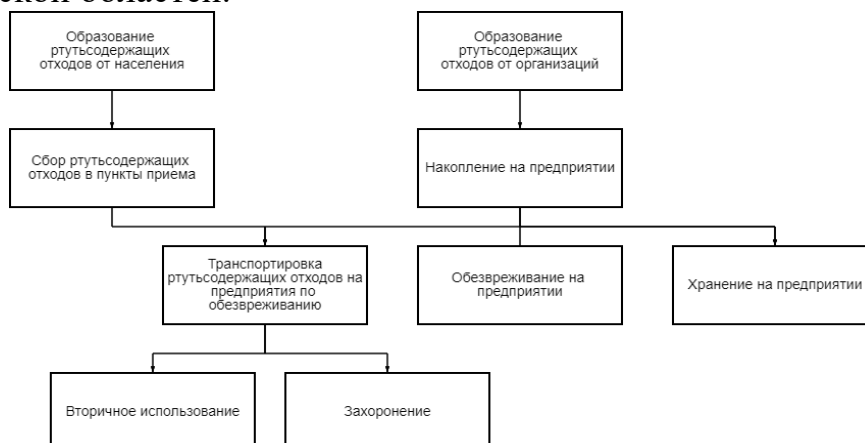 ской областей.
Образование
ртутьсодержащих
отходов от населения
Образование
ртутьсодержащих
отходов от организаций
Сбор ртутьсодержащих
отходов в пункты приема
Накопление на предприятии
Транспортировка
ртутьсодержащих отходов на
предприятия по
обезвреживанию
Обезвреживание на
предприятии
Хранение на предприятии
Вторичное использование
Захоронение